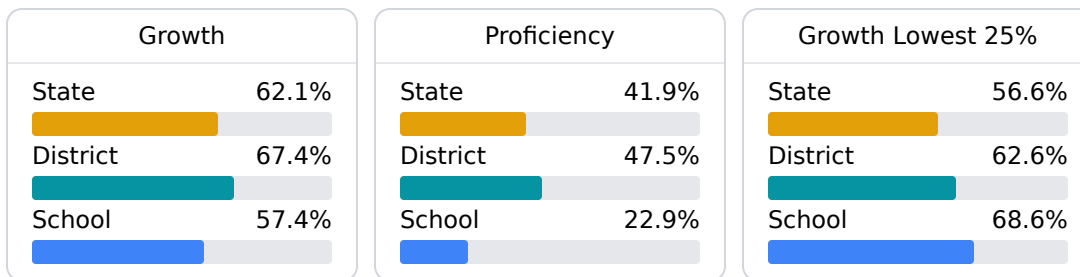 Growth
State 62.1%
District 67.4%
School 57.4%
Proficiency
State 41.9%
District 47.5%
School 22.9%
Growth Lowest 25%
State 56.6%
District 62.6%
School 68.6%